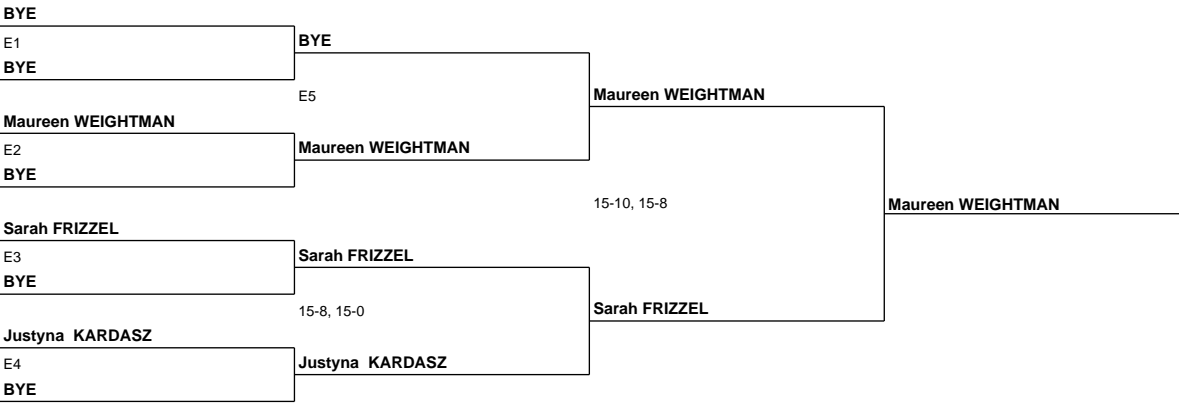 BYE
E1
BYE
BYE
E5
Maureen WEIGHTMAN
Maureen WEIGHTMAN
E2
Maureen WEIGHTMAN
BYE
15-10, 15-8
Maureen WEIGHTMAN
Sarah FRIZZEL
E3
Sarah FRIZZEL
BYE
15-8, 15-0
Sarah FRIZZEL
Justyna KARDASZ
E4
Justyna KARDASZ
BYE